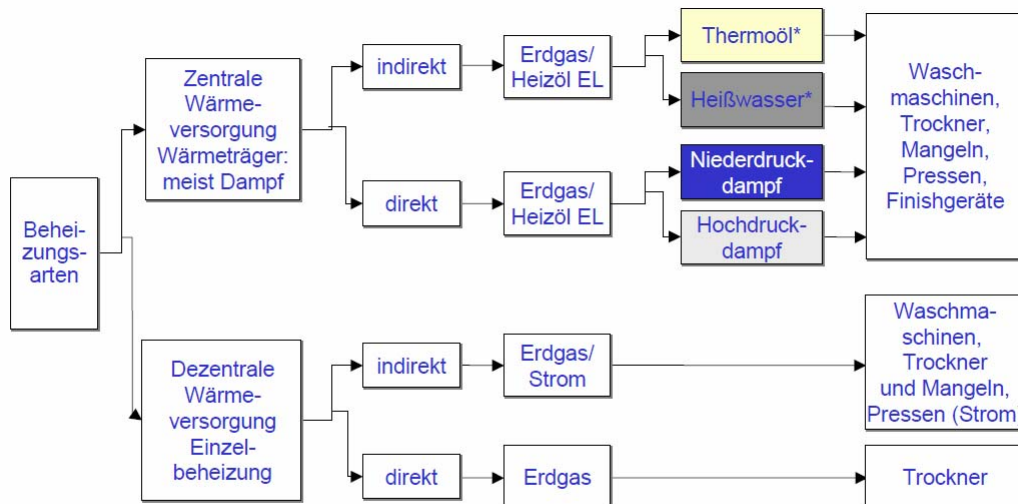 Behei-
zungs-
arten
Zentrale
Wärme-
versorgung
Wärmeträger:
meist Dampf
indirekt
Erdgas/
Heizöl EL
Thermoöl*
Heißwasser*
direkt
Erdgas/
Heizöl EL
Niederdruck-
dampf
Hochdruck-
dampf
Wasch-
maschinen,
Trockner,
Mangeln,
Pressen,
Finishgeräte
Dezentrale
Wärme-
versorgung
Einzel-
beheizung
indirekt
Erdgas/
Strom
Waschma-
schinen,
Trockner
und Mangeln,
Pressen (Strom
direkt
Erdgas
Trockner